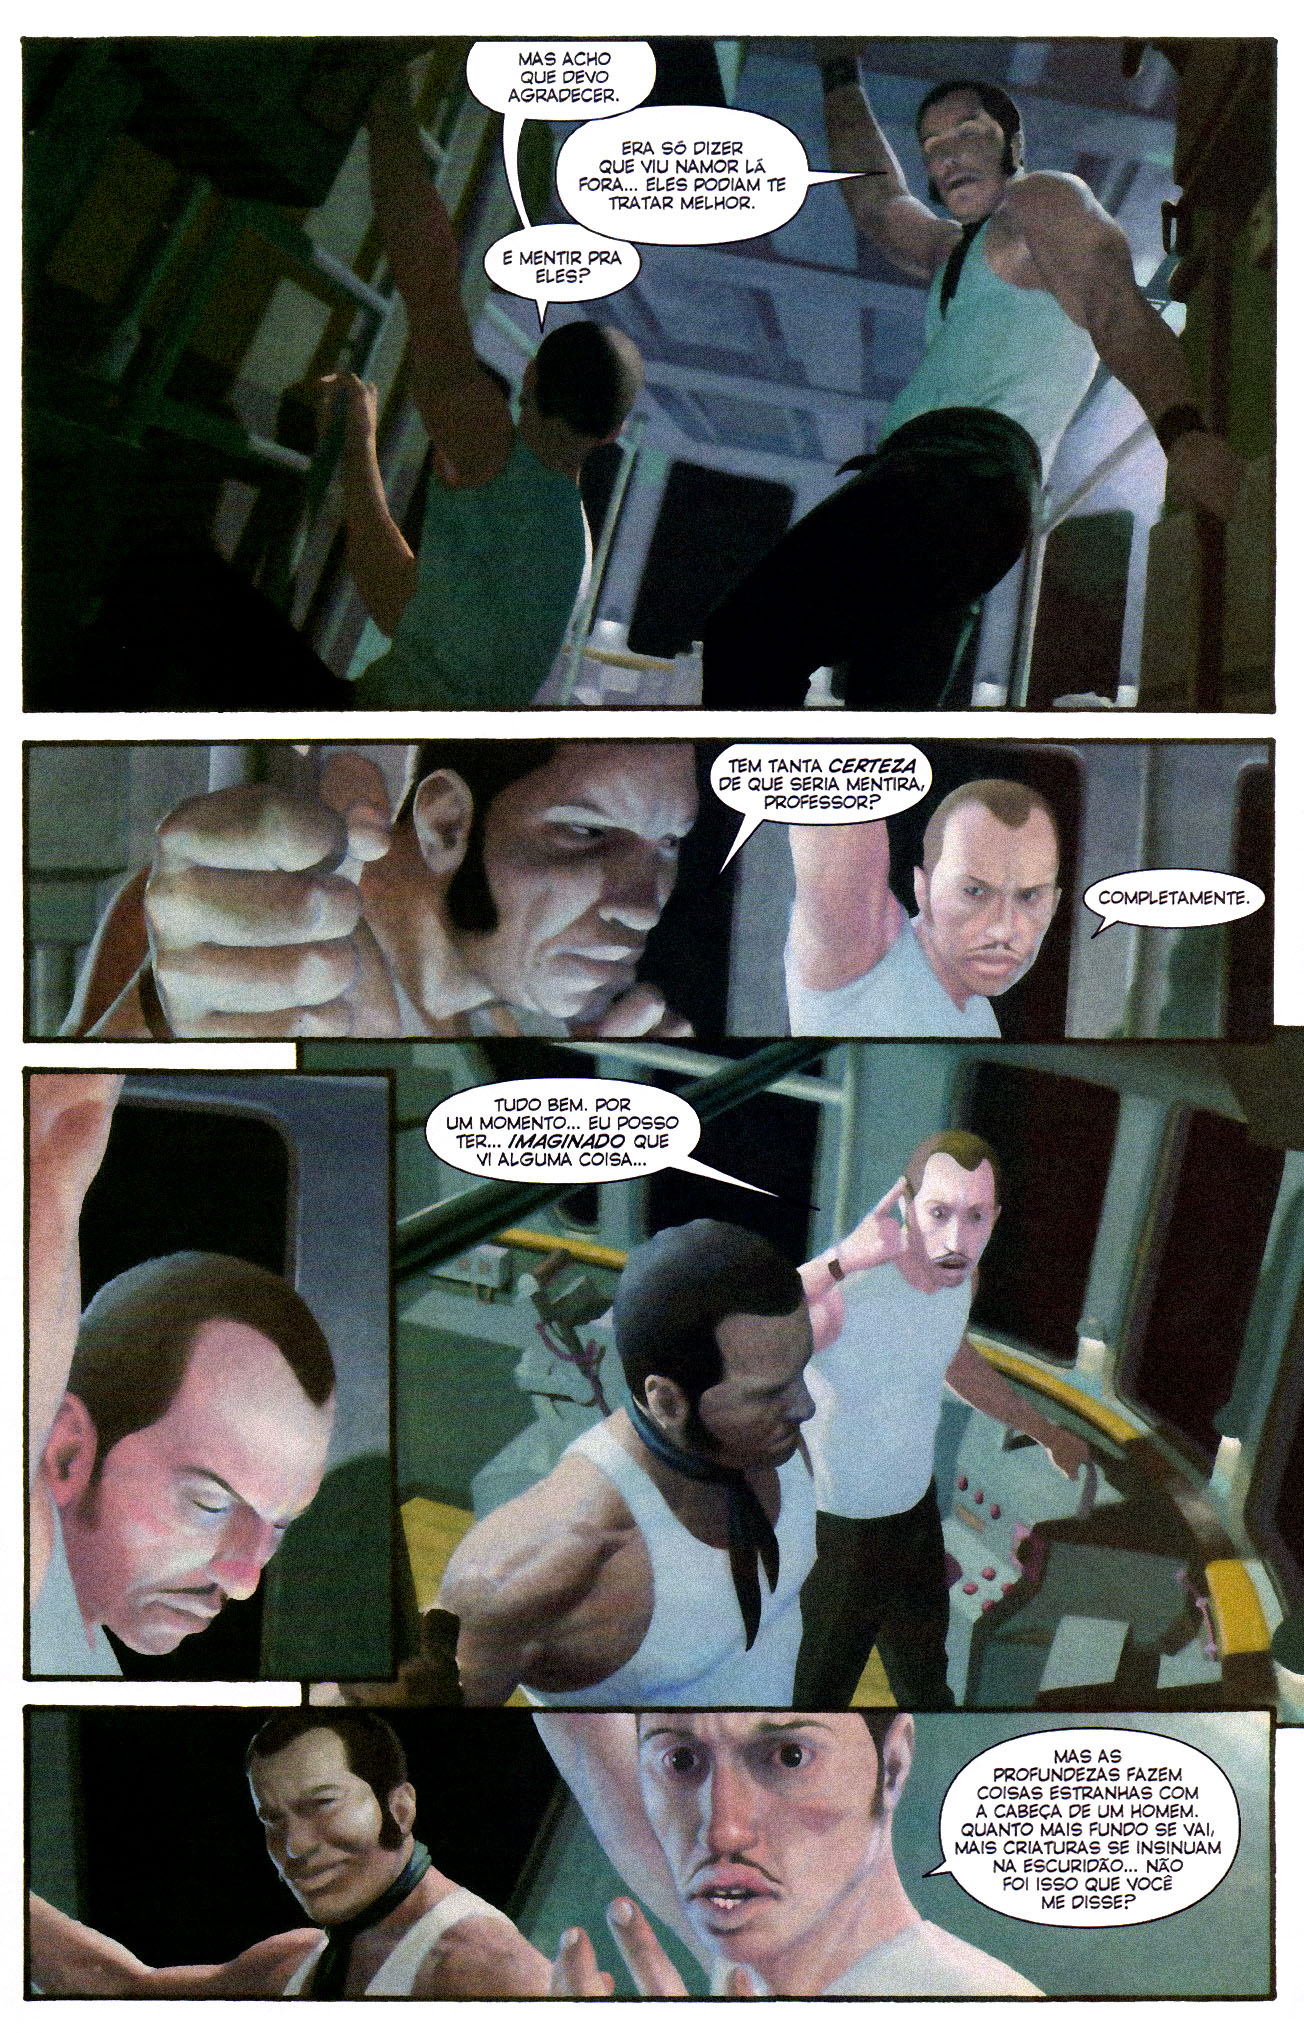 MAS ACHO
QUE DEVO
AGRADECER.
ERA SÓ DIZER
QUE VIU NAMOR LÁ
FORA... ELES PODIAM TE
TRATAR MELHOR.
E MENTIR PRA
ELES?
TEM TANTA CERTEZA
DE QUE SERIA MENTIRA,
PROFESSOR?
COMPLETAMENTE.
TUDO BEM. POR
UM MOMENTO... EU POSSO
TER... IMAGINADO QUE
VI ALGUMA COISA...
MAS AS
PROFUNDEZAS FAZEM
COISAS ESTRANHAS COM
A CABEÇA DE UM HOMEM.
QUANTO MAIS FUNDO SE VAI,
MAIS CRIATURAS SE INSINUAM
NA ESCURIDÃO... NÃO
FOI ISSO QUE VOCÊ
ME DISSE?